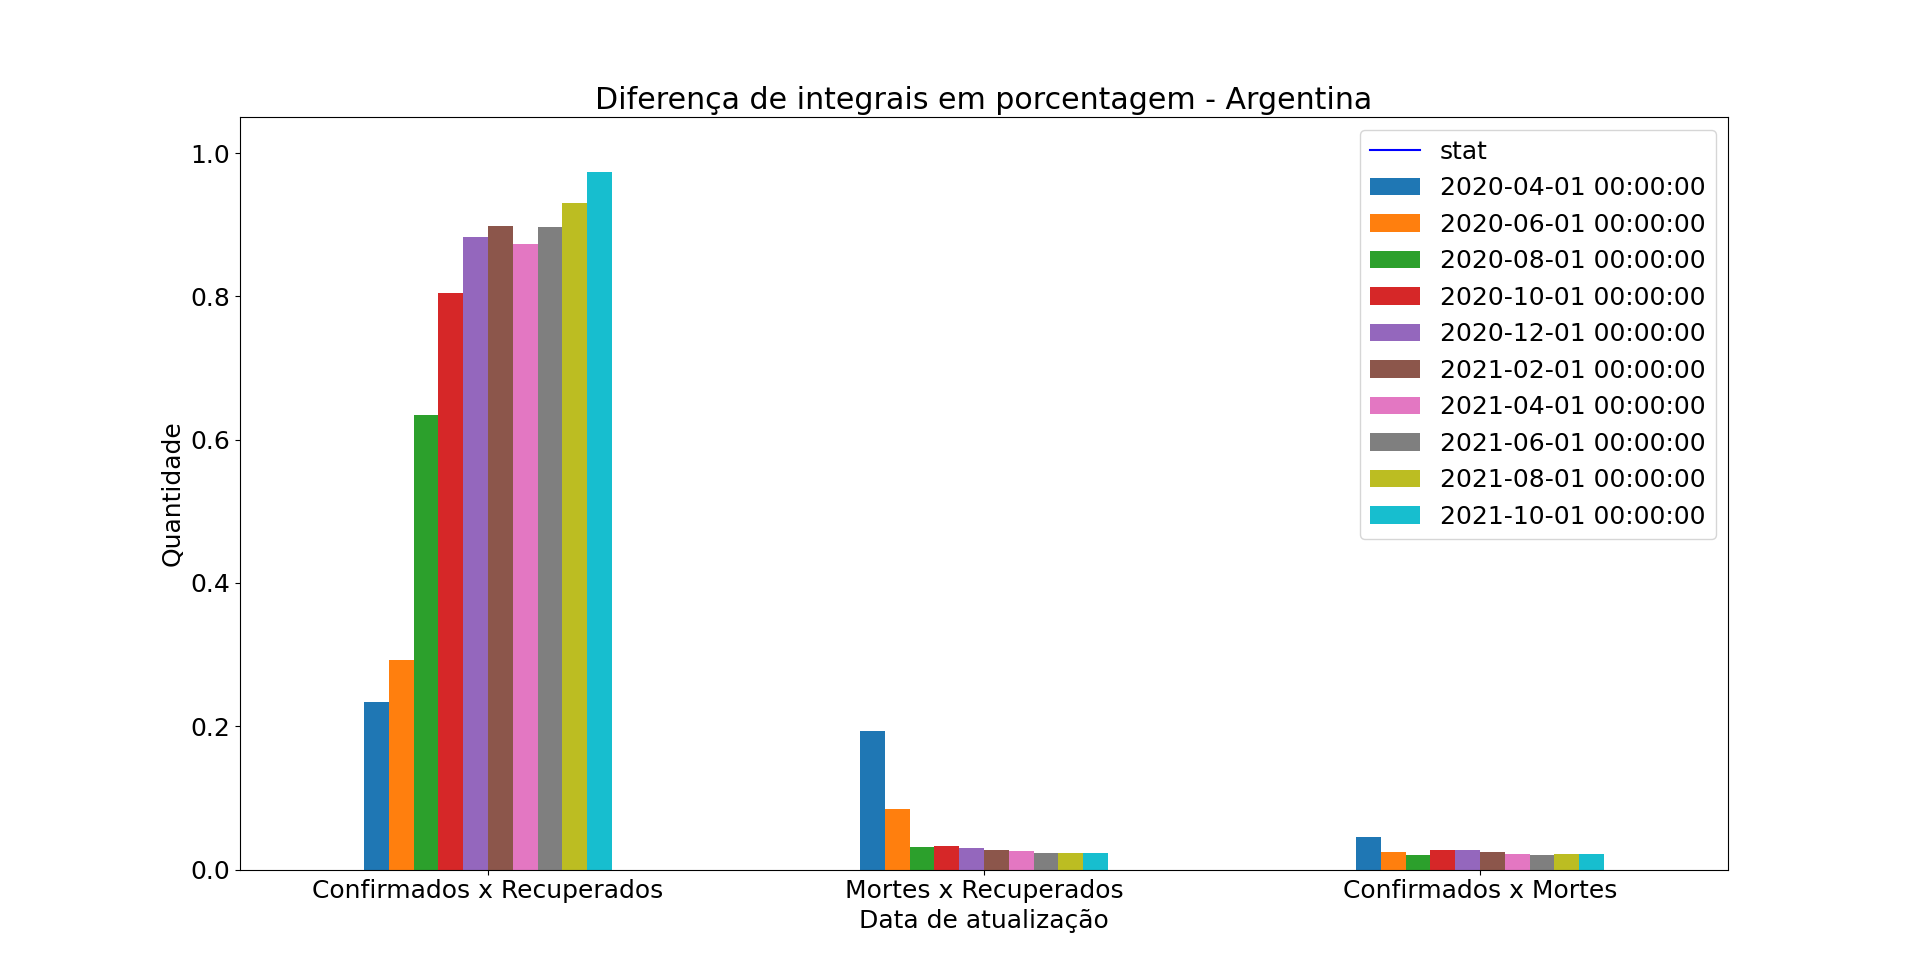 Diferença de integrais em porcentagem - Argentina
1.0
0.8
0.6
0.4
0.2
0.0
Quantidade
stat
2020-04-01 00:00:00
2020-06-01 00:00:00
2020-08-01 00:00:00
2020-10-01 00:00:00
2020-12-01 00:00:00
2021-02-01 00:00:00
2021-04-01 00:00:00
2021-06-01 00:00:00
2021-08-01 00:00:00
2021-10-01 00:00:00
Confirmados x Recuperados
Mortes x Recuperados
Confirmados x Mortes
Data de atualização